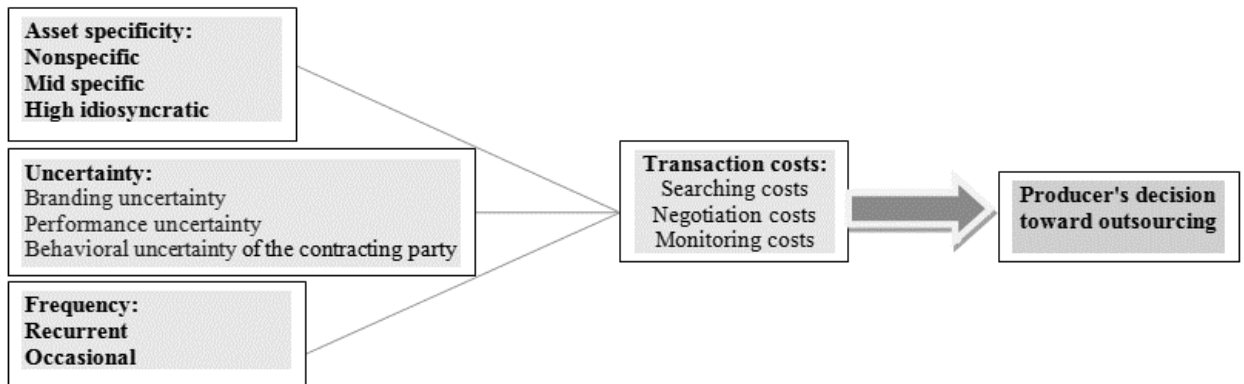 Asset specificity:
Nonspecific
Mid specific
High idiosyncratic
Uncertainty:
Branding uncertainty
Performance uncertainty
Behavioral uncertainty of the contracting party
Frequency:
Recurrent
Occasional
Transaction costs:
Searching costs
Negotiation costs
Monitoring costs
Producer's decision
toward outsourcing